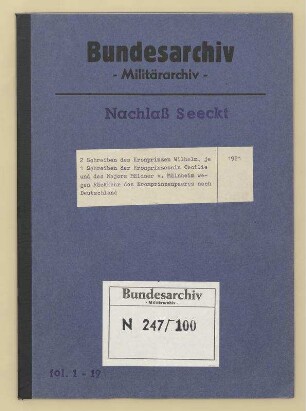 Bundesarchiv
- Militärarchiv -
Nachlaß Seeckt
2 Schreiben des Kronprinzen Wilhelm, je
1 Schreiben der Kronprinzessin Cecilie
und des Majors Müldner v. Mülnheim we-
gen Rückkehr des Kronprinzenpaares nach
Deutschland
Bundesarchiv
- Militärarchiv -
N 247/100
fol. 1 - 19